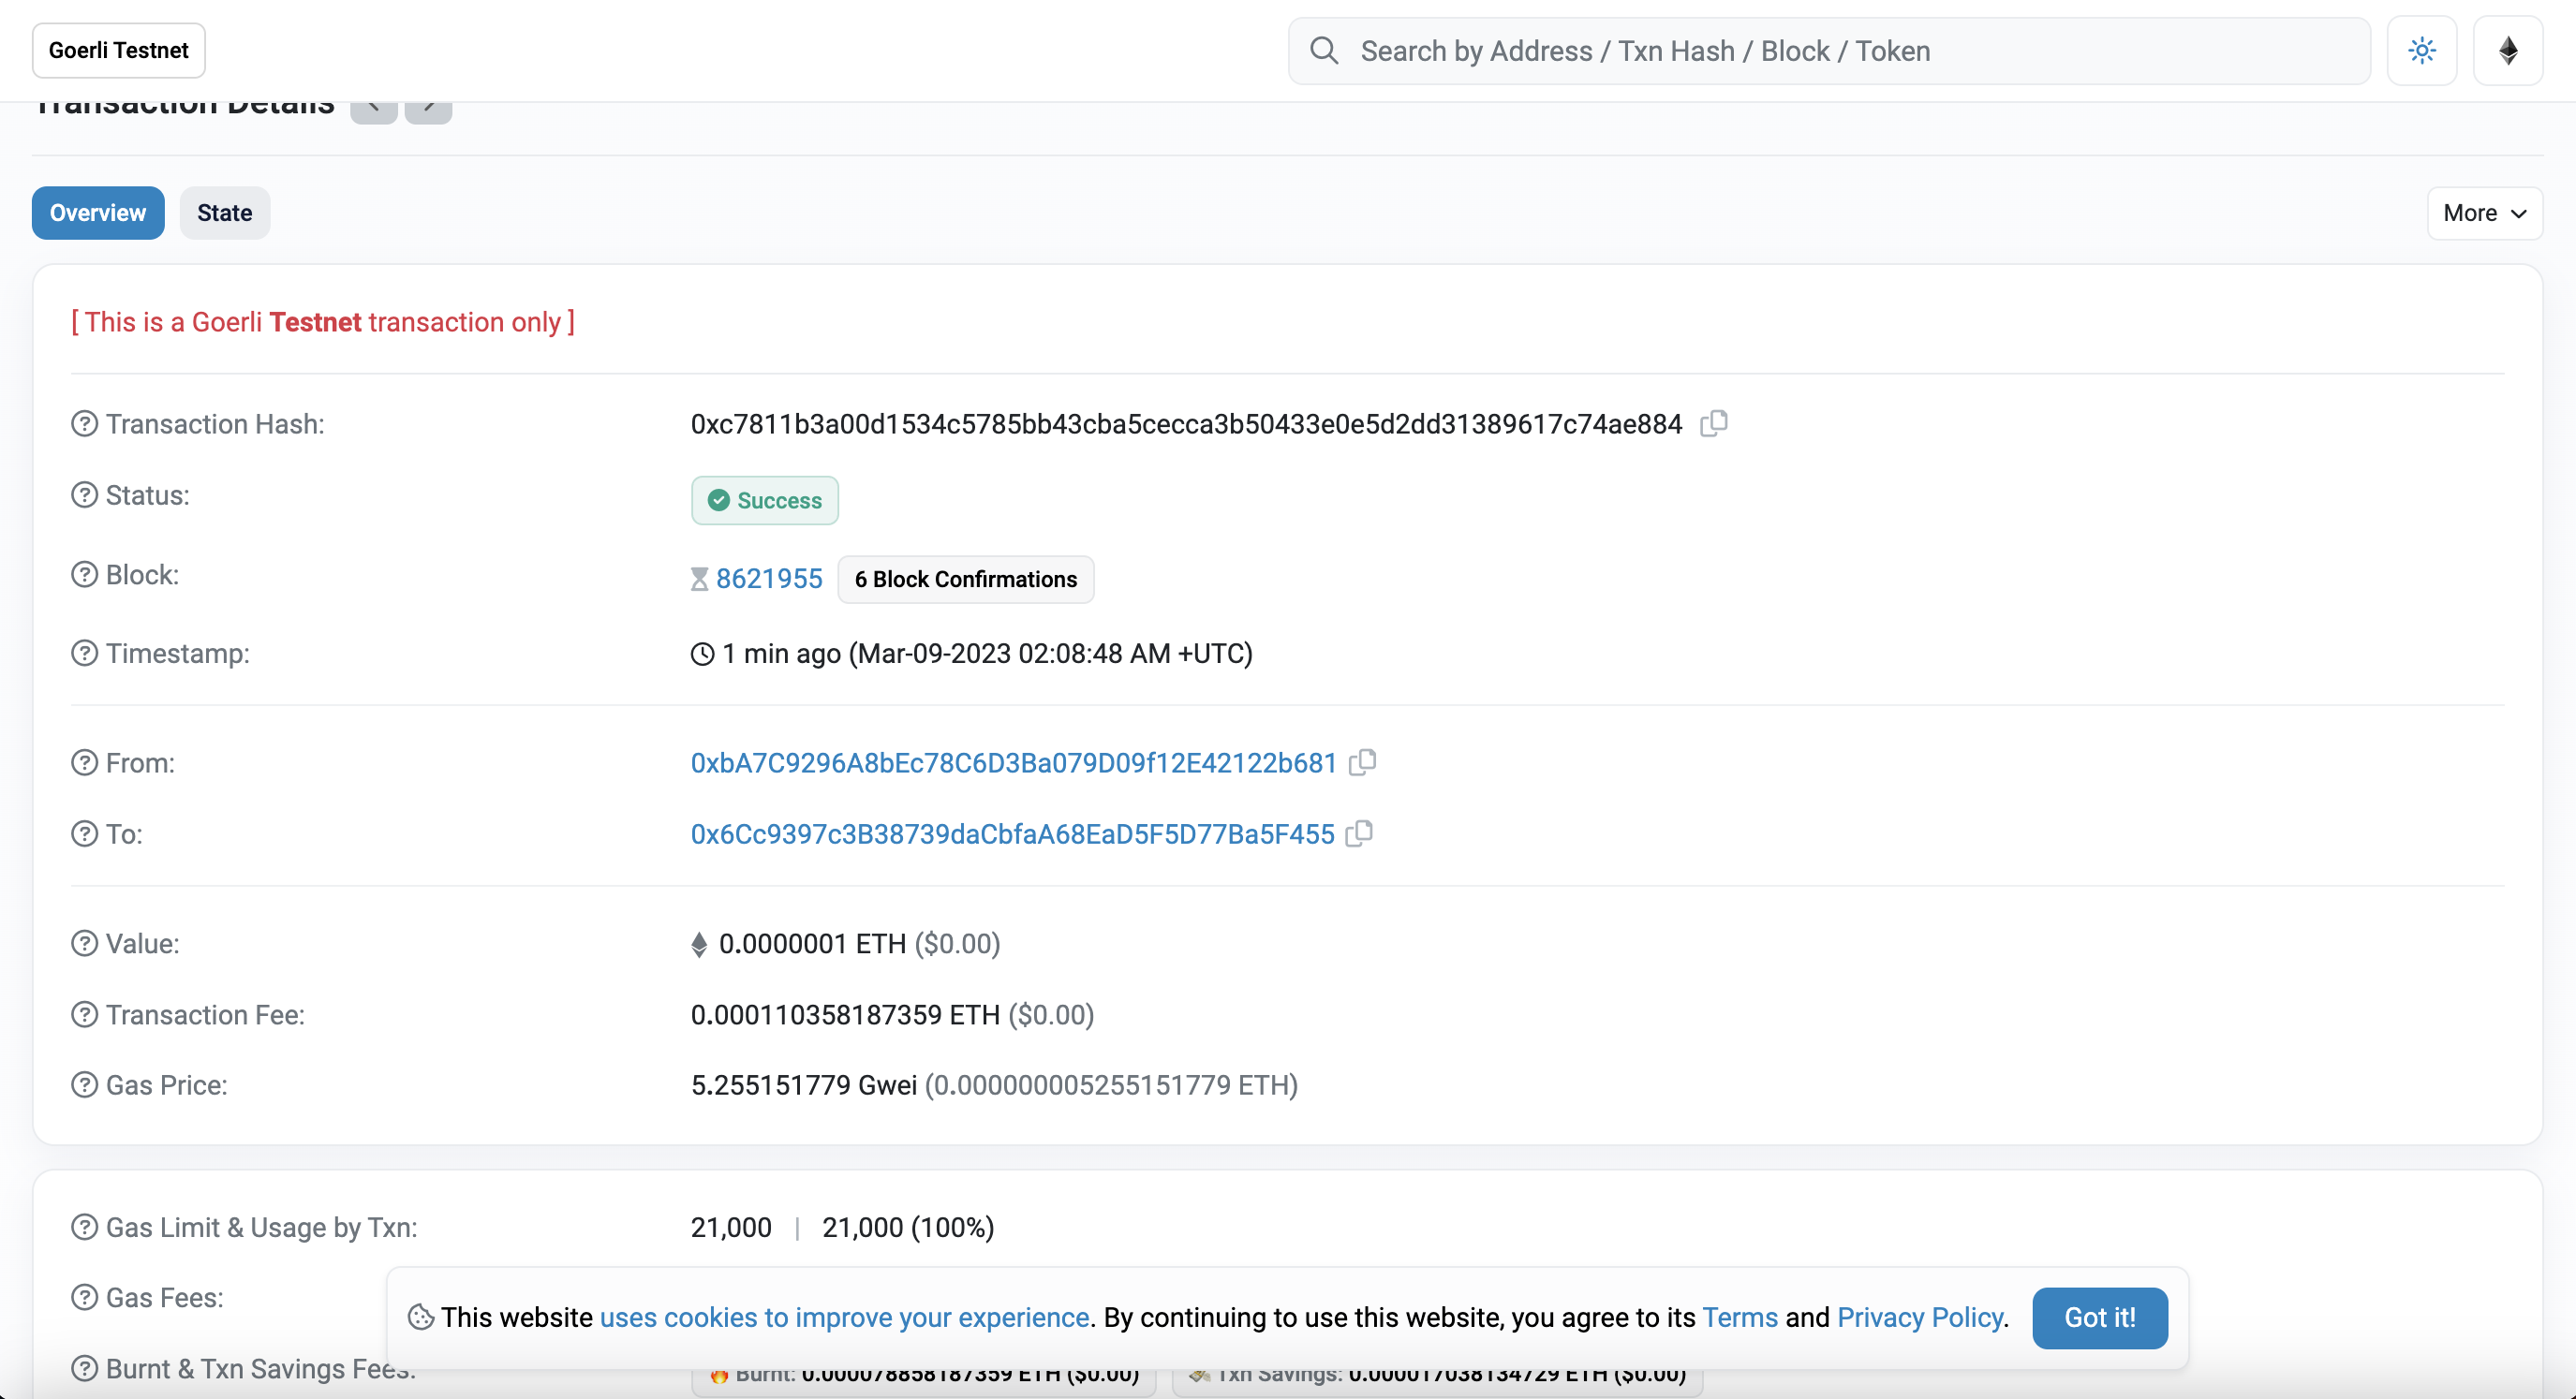 Goerli Testnet
Search by Address / Txn Hash / Block / Token
Transaction Details
Overview State More
[ This is a Goerli Testnet transaction only ]
Transaction Hash: 0xc7811b3a00d1534c5785bb43cba5cecca3b50433e0e5d2dd31389617c74ae884
Status: Success
Block: 8621955 6 Block Confirmations
Timestamp: 1 min ago (Mar-09-2023 02:08:48 AM +UTC)
From: 0xbA7C9296A8bEc78C6D3Ba079D09f12E42122b681
To: 0x6Cc9397c3B38739daCbfaA68EaD5F5D77Ba5F455
Value: 0.0000001 ETH ($0.00)
Transaction Fee: 0.000110358187359 ETH ($0.00)
Gas Price: 5.255151779 Gwei (0.000000005255151779 ETH)
Gas Limit & Usage by Txn: 21,000 | 21,000 (100%)
Gas Fees:
This website uses cookies to improve your experience. By continuing to use this website, you agree to its Terms and Privacy Policy. Got it!
Burnt & Txn Savings Fees: Burnt: 0.000078858187359 ETH ($0.00) Txn Savings: 0.000017038134729 ETH ($0.00)